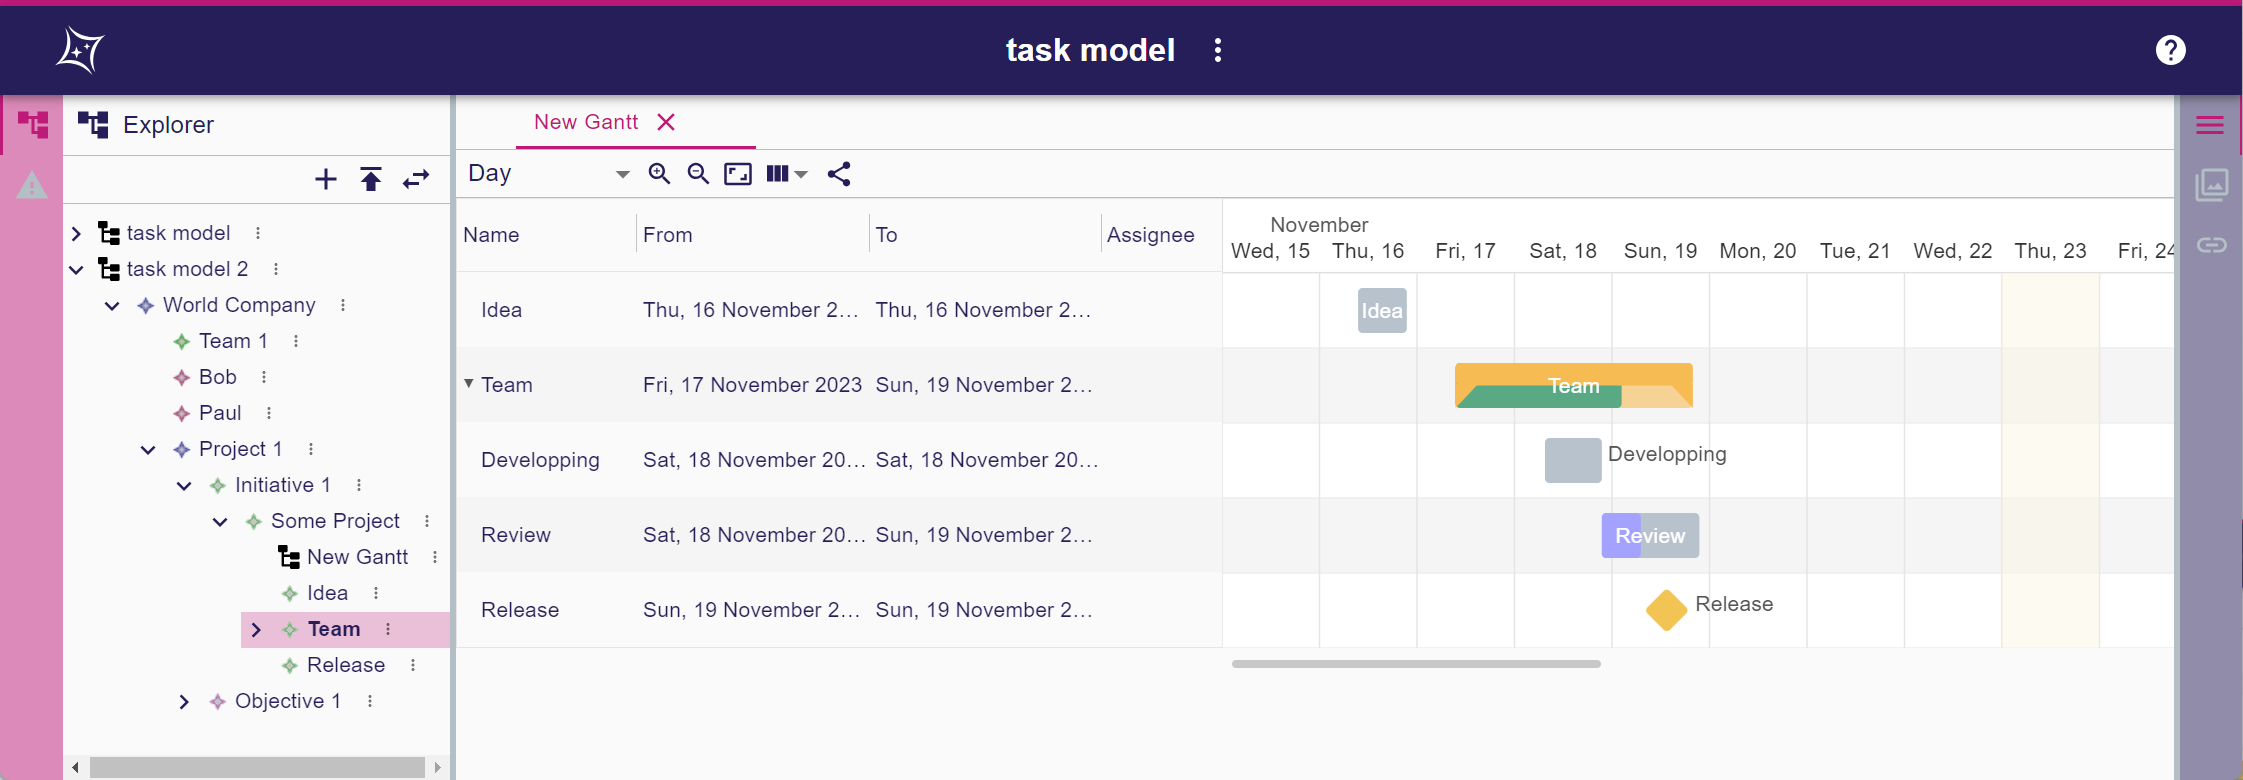 task model
Explorer
task model
task model 2
World Company
Team 1
Bob
Paul
Project 1
Initiative 1
Some Project
New Gantt
Idea
Team
Release
Objective 1
New Gantt
Day
Name From To Assignee
November
Wed, 15 Thu, 16 Fri, 17 Sat, 18 Sun, 19 Mon, 20 Tue, 21 Wed, 22 Thu, 23 Fri, 24
Idea Thu, 16 November 2... Thu, 16 November 2... Idea
Team Fri, 17 November 2023 Sun, 19 November 2... Team
Developping Sat, 18 November 20... Sat, 18 November 20... Developping
Review Sat, 18 November 20... Sun, 19 November 2... Review
Release Sun, 19 November 2... Sun, 19 November 2... Release